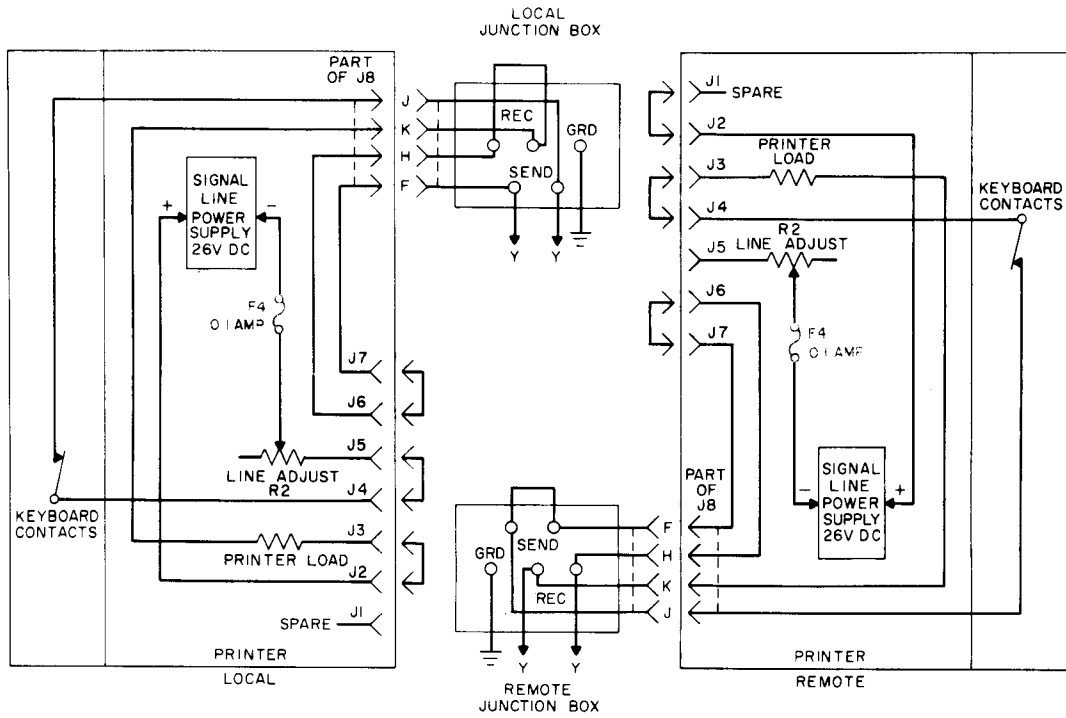 LOCAL
JUNCTION BOX
PART
OF J8
J
K
H
F
REC
GRD
SEND
Y Y
SIGNAL
LINE
POWER
SUPPLY
26V DC
+ -
F4
0.1 AMP
J7
J6
J5
LINE ADJUST
R2
J4
KEYBOARD
CONTACTS
J3
PRINTER LOAD
J2
SPARE J1
PRINTER
LOCAL
J1
SPARE
J2
PRINTER
LOAD
J3
J4
KEYBOARD
CONTACTS
R2
LINE ADJUST
J5
J6
J7
F4
0.1 AMP
SIGNAL
LINE
POWER
SUPPLY
26V DC
- +
PART
OF
J8
F
H
K
J
SEND
GRD
REC
Y Y
REMOTE
JUNCTION BOX
PRINTER
REMOTE